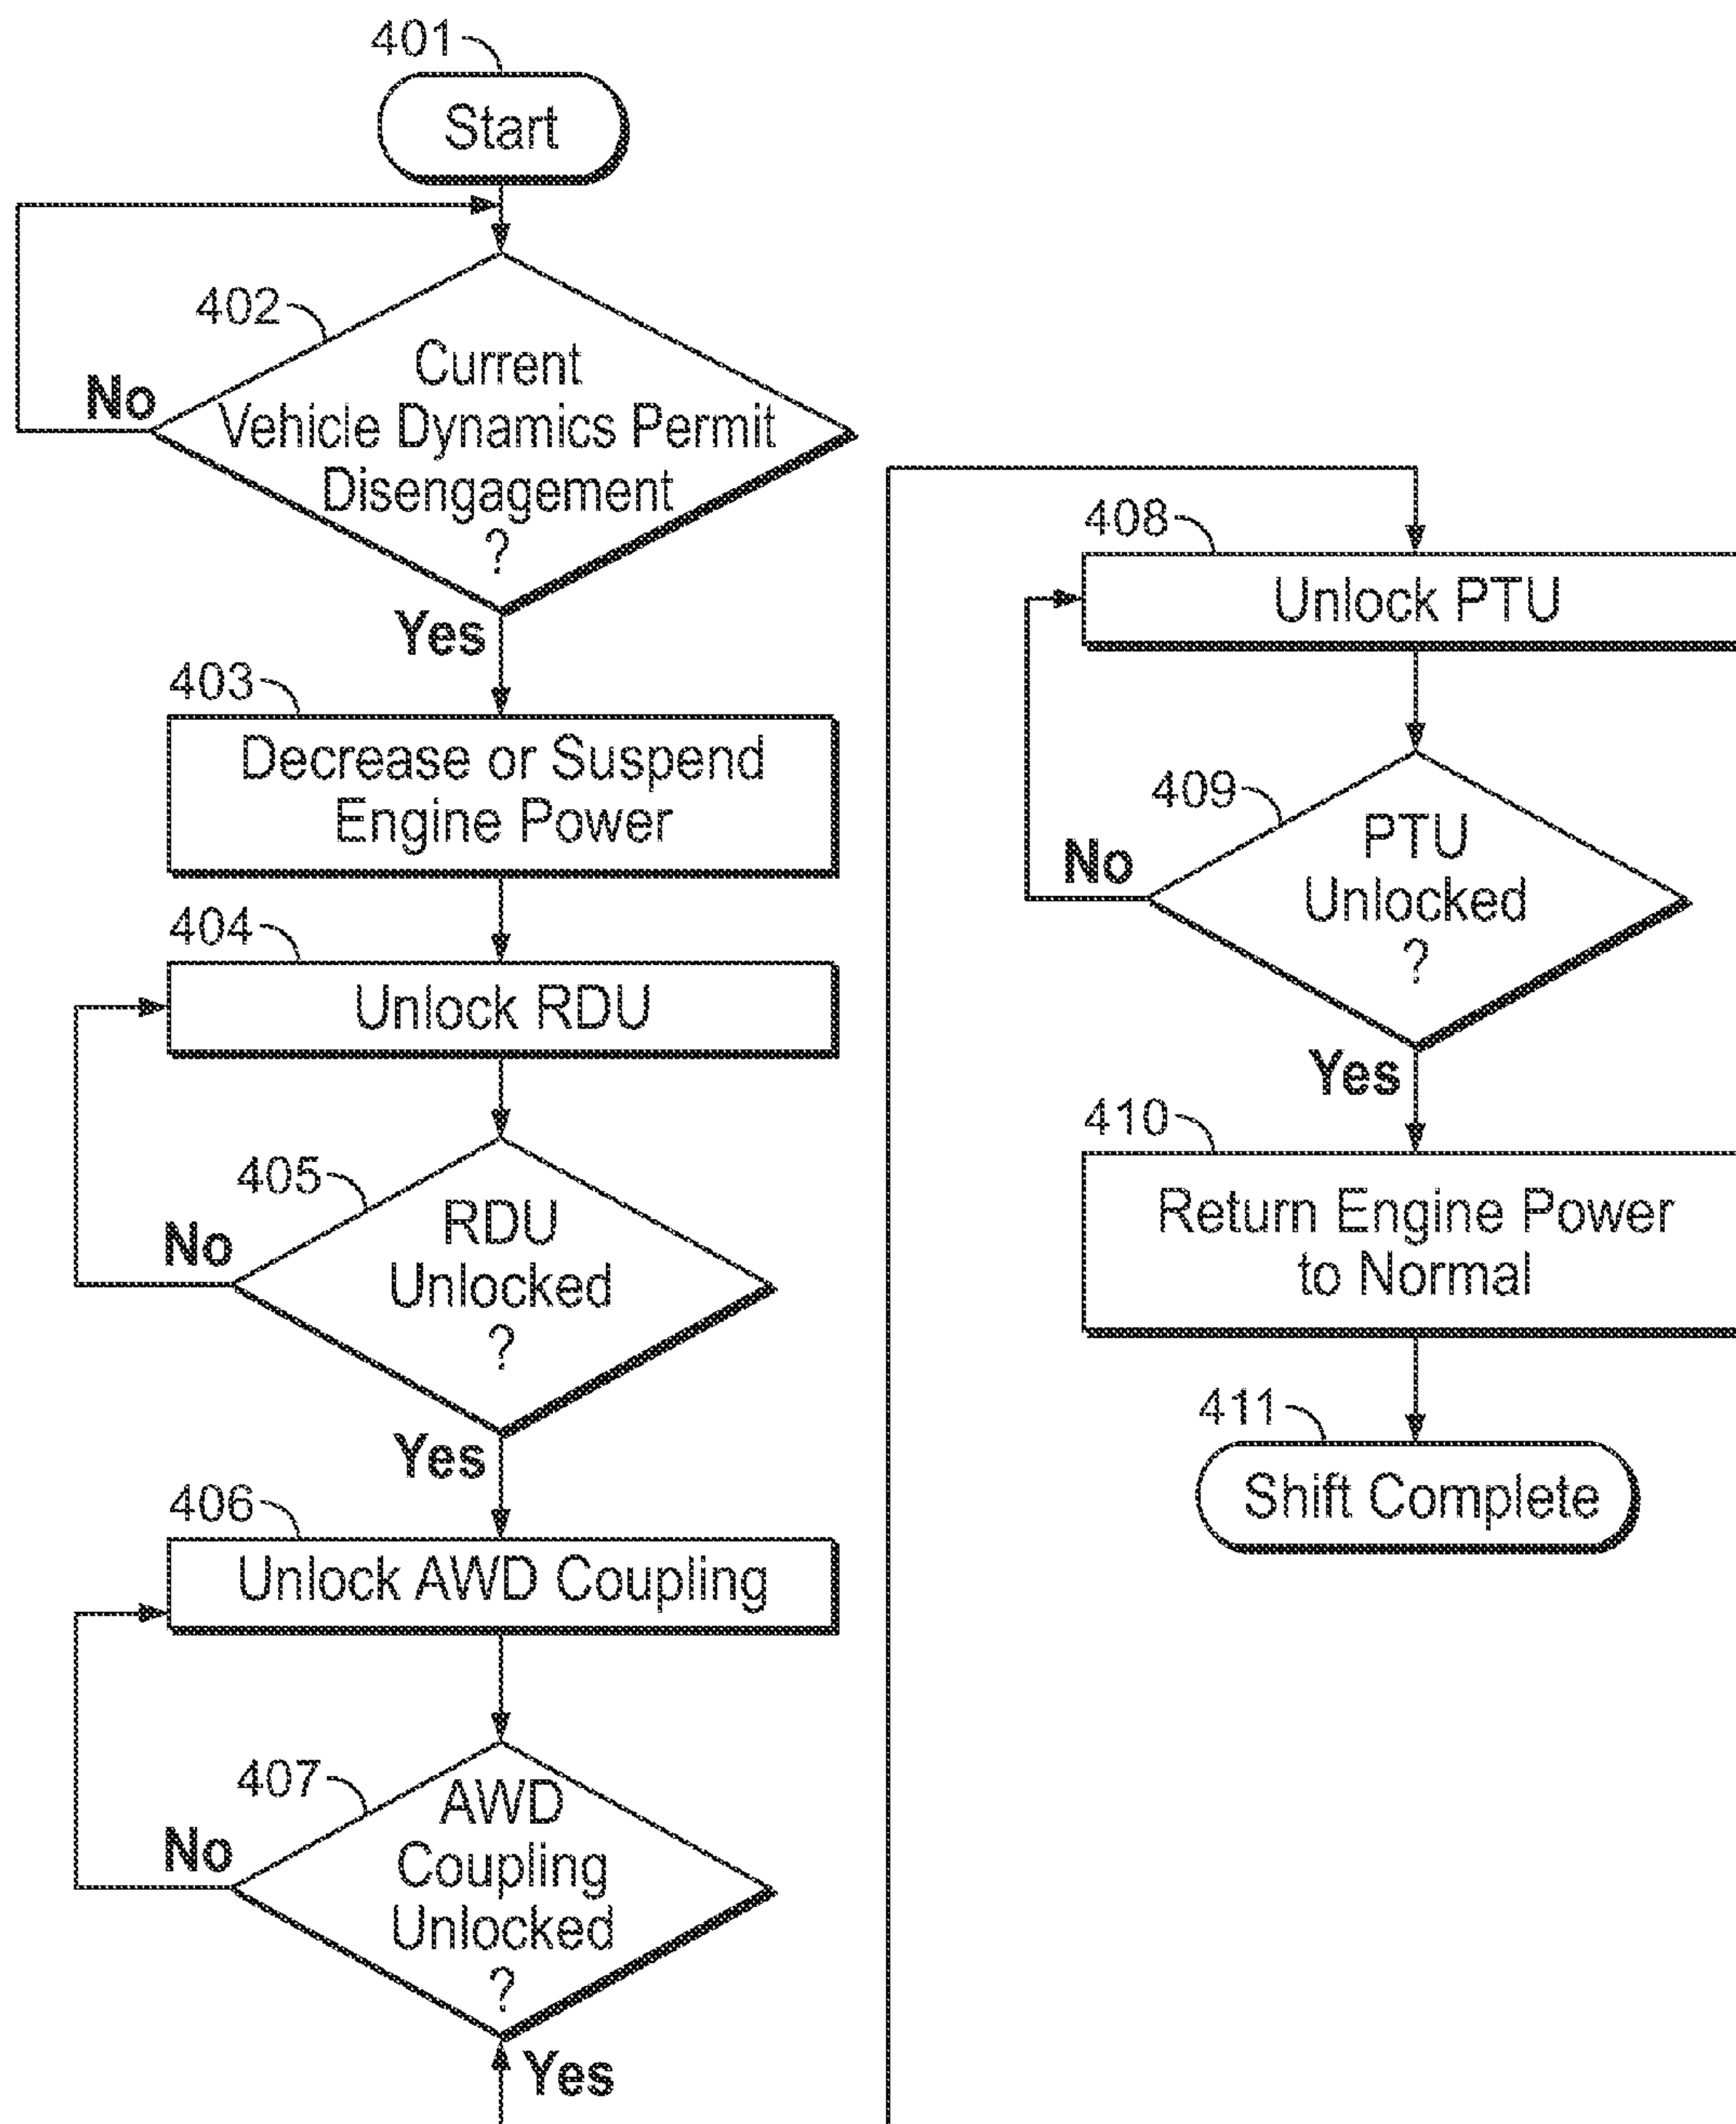 401
Start
402
Current
Vehicle Dynamics Permit
Disengagement
?
No
Yes
403
Decrease or Suspend
Engine Power
404
Unlock RDU
405
RDU
Unlocked
?
No
Yes
406
Unlock AWD Coupling
407
AWD
Coupling
Unlocked
?
No
Yes
408
Unlock PTU
409
PTU
Unlocked
?
No
Yes
410
Return Engine Power
to Normal
411
Shift Complete